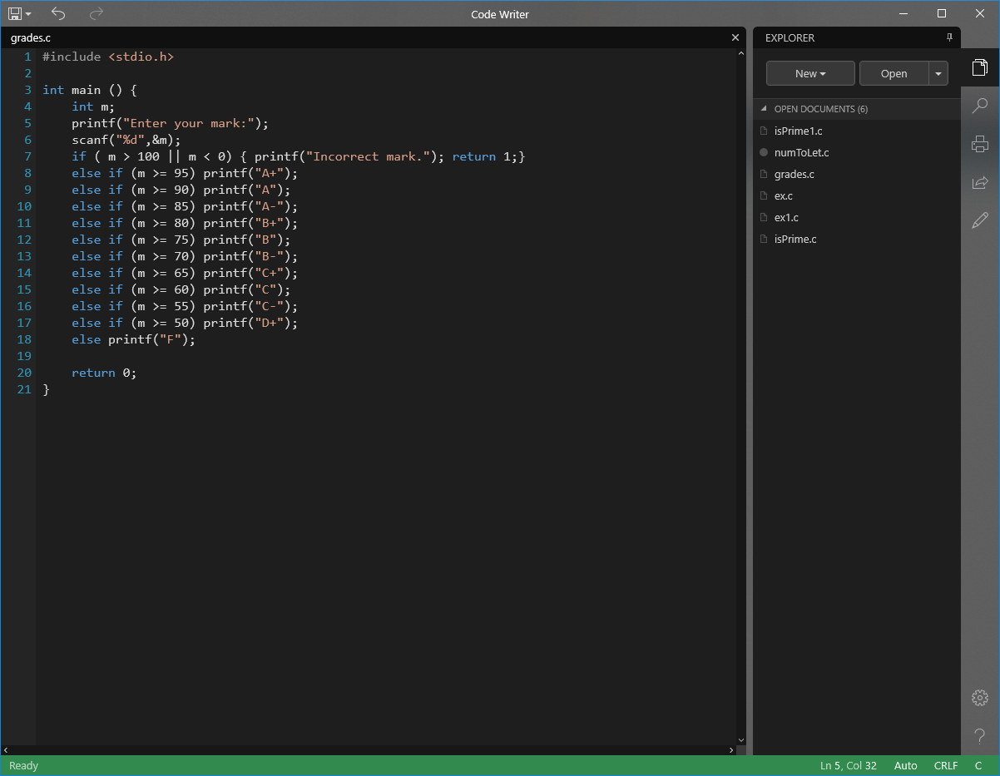 Code Writer
grades.c
1 #include <stdio.h>
2
3 int main () {
4     int m;
5     printf("Enter your mark:");
6     scanf("%d",&m);
7     if ( m > 100 || m < 0) { printf("Incorrect mark."); return 1;}
8     else if (m >= 95) printf("A+");
9     else if (m >= 90) printf("A");
10     else if (m >= 85) printf("A-");
11     else if (m >= 80) printf("B+");
12     else if (m >= 75) printf("B");
13     else if (m >= 70) printf("B-");
14     else if (m >= 65) printf("C+");
15     else if (m >= 60) printf("C");
16     else if (m >= 55) printf("C-");
17     else if (m >= 50) printf("D+");
18     else printf("F");
19
20     return 0;
21 }
EXPLORER
New
Open
OPEN DOCUMENTS (6)
isPrime1.c
numToLet.c
grades.c
ex.c
ex1.c
isPrime.c
Ready
Ln 5, Col 32 Auto CRLF C